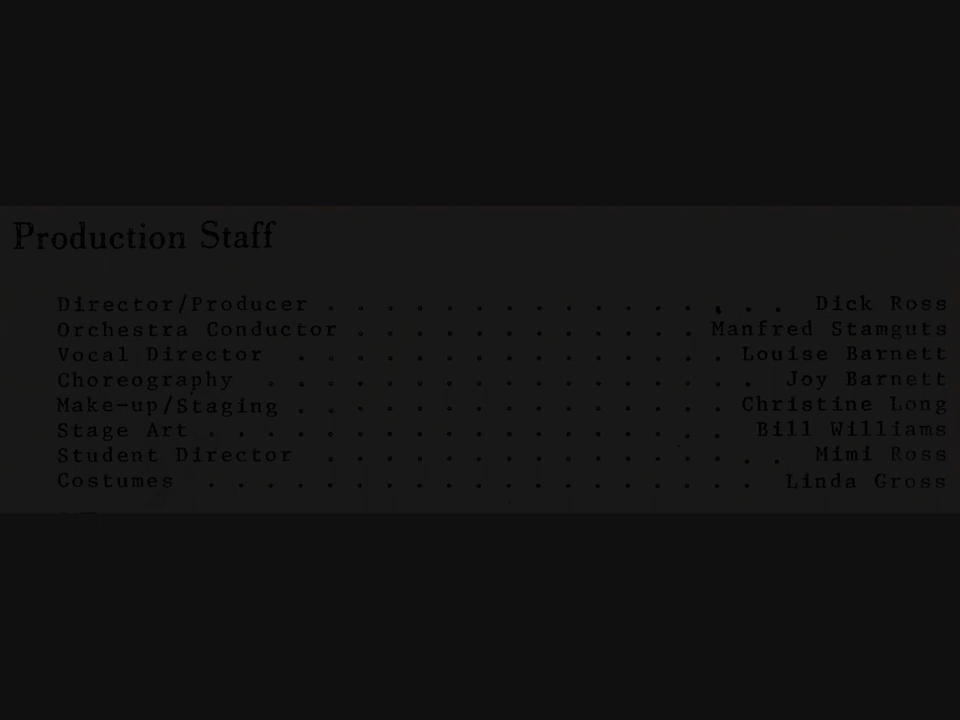 Production Staff
Director/Producer . . . . . . . . . . . . . . . . Dick Ross
Orchestra Conductor . . . . . . . . . . . . Manfred Stamguts
Vocal Director . . . . . . . . . . . . . . . Louise Barnett
Choreography . . . . . . . . . . . . . . . . . Joy Barnett
Make-up/Staging . . . . . . . . . . . . . . . Christine Long
Stage Art . . . . . . . . . . . . . . . . . . Bill Williams
Student Director . . . . . . . . . . . . . . . . Mimi Ross
Costumes . . . . . . . . . . . . . . . . . . . Linda Gross